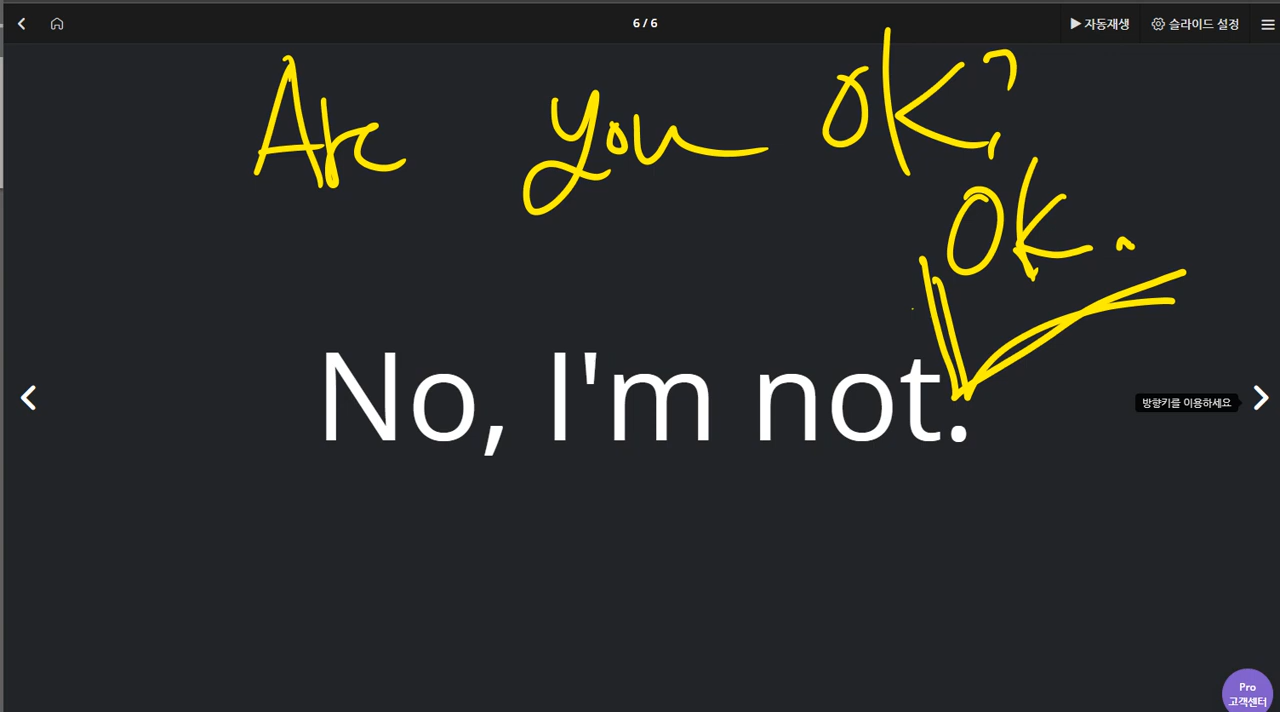 6 / 6
자동재생
슬라이드 설정
Are you OK?
OK.
No, I'm not.
방향키를 이용하세요
Pro
고객센터